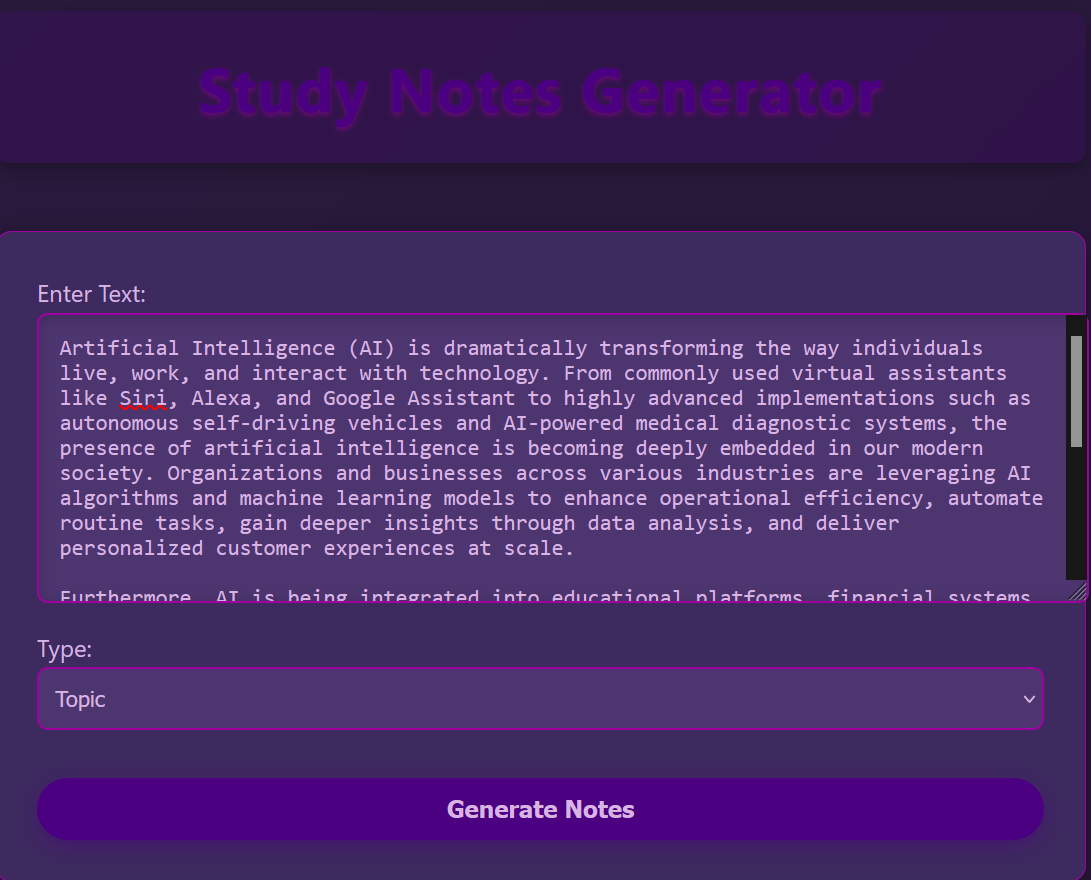 Study Notes Generator
Enter Text:
Artificial Intelligence (AI) is dramatically transforming the way individuals
live, work, and interact with technology. From commonly used virtual assistants
like Siri, Alexa, and Google Assistant to highly advanced implementations such as
autonomous self-driving vehicles and AI-powered medical diagnostic systems, the
presence of artificial intelligence is becoming deeply embedded in our modern
society. Organizations and businesses across various industries are leveraging AI
algorithms and machine learning models to enhance operational efficiency, automate
routine tasks, gain deeper insights through data analysis, and deliver
personalized customer experiences at scale.
Furthermore, AI is being integrated into educational platforms, financial systems,
Type:
Topic
Generate Notes